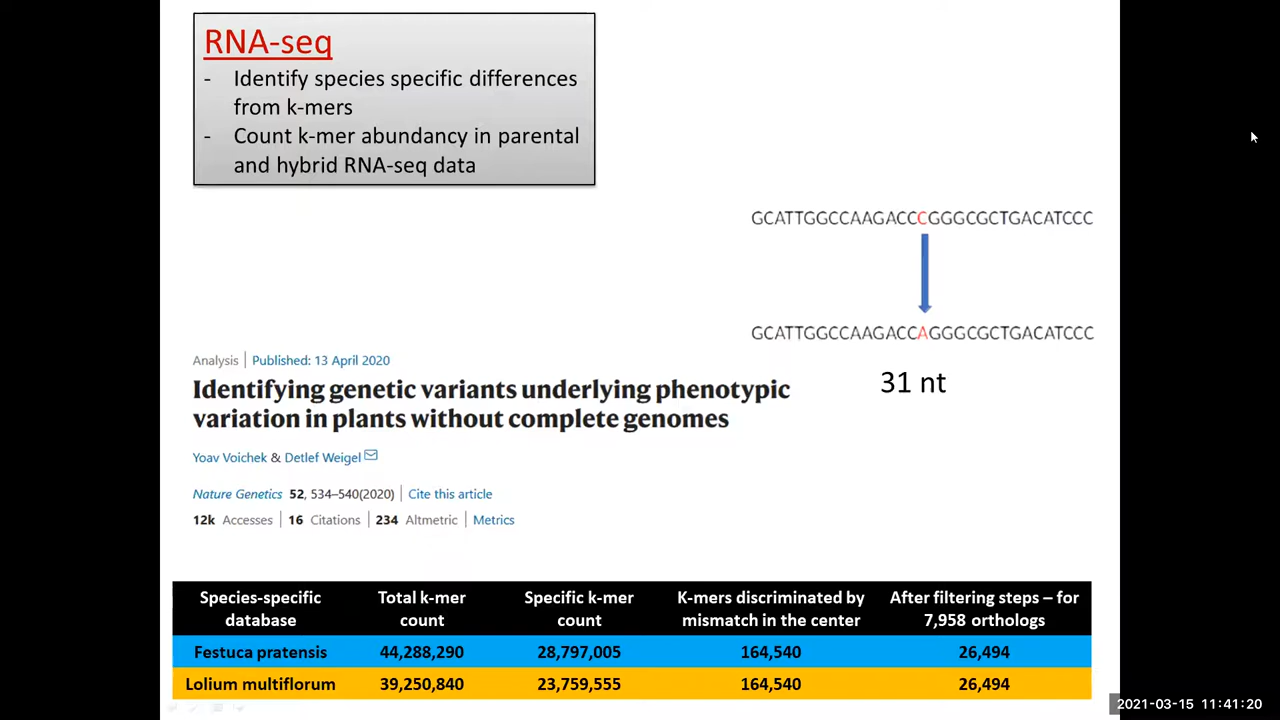 RNA-seq
- Identify species specific differences
from k-mers
- Count k-mer abundancy in parental
and hybrid RNA-seq data
GCATTGGCCAAGACCCGGGCGCTGACATCCC
GCATTGGCCAAGACCAGGGCGCTGACATCCC
31 nt
Analysis | Published: 13 April 2020
Identifying genetic variants underlying phenotypic
variation in plants without complete genomes
Yoav Voichek & Detlef Weigel
Nature Genetics 52, 534–540(2020) | Cite this article
12k Accesses | 16 Citations | 234 Altmetric | Metrics
Species-specific database Total k-mer count Specific k-mer count K-mers discriminated by mismatch in the center After filtering steps – for 7,958 orthologs
Festuca pratensis 44,288,290 28,797,005 164,540 26,494
Lolium multiflorum 39,250,840 23,759,555 164,540 26,494
2021-03-15 11:41:20